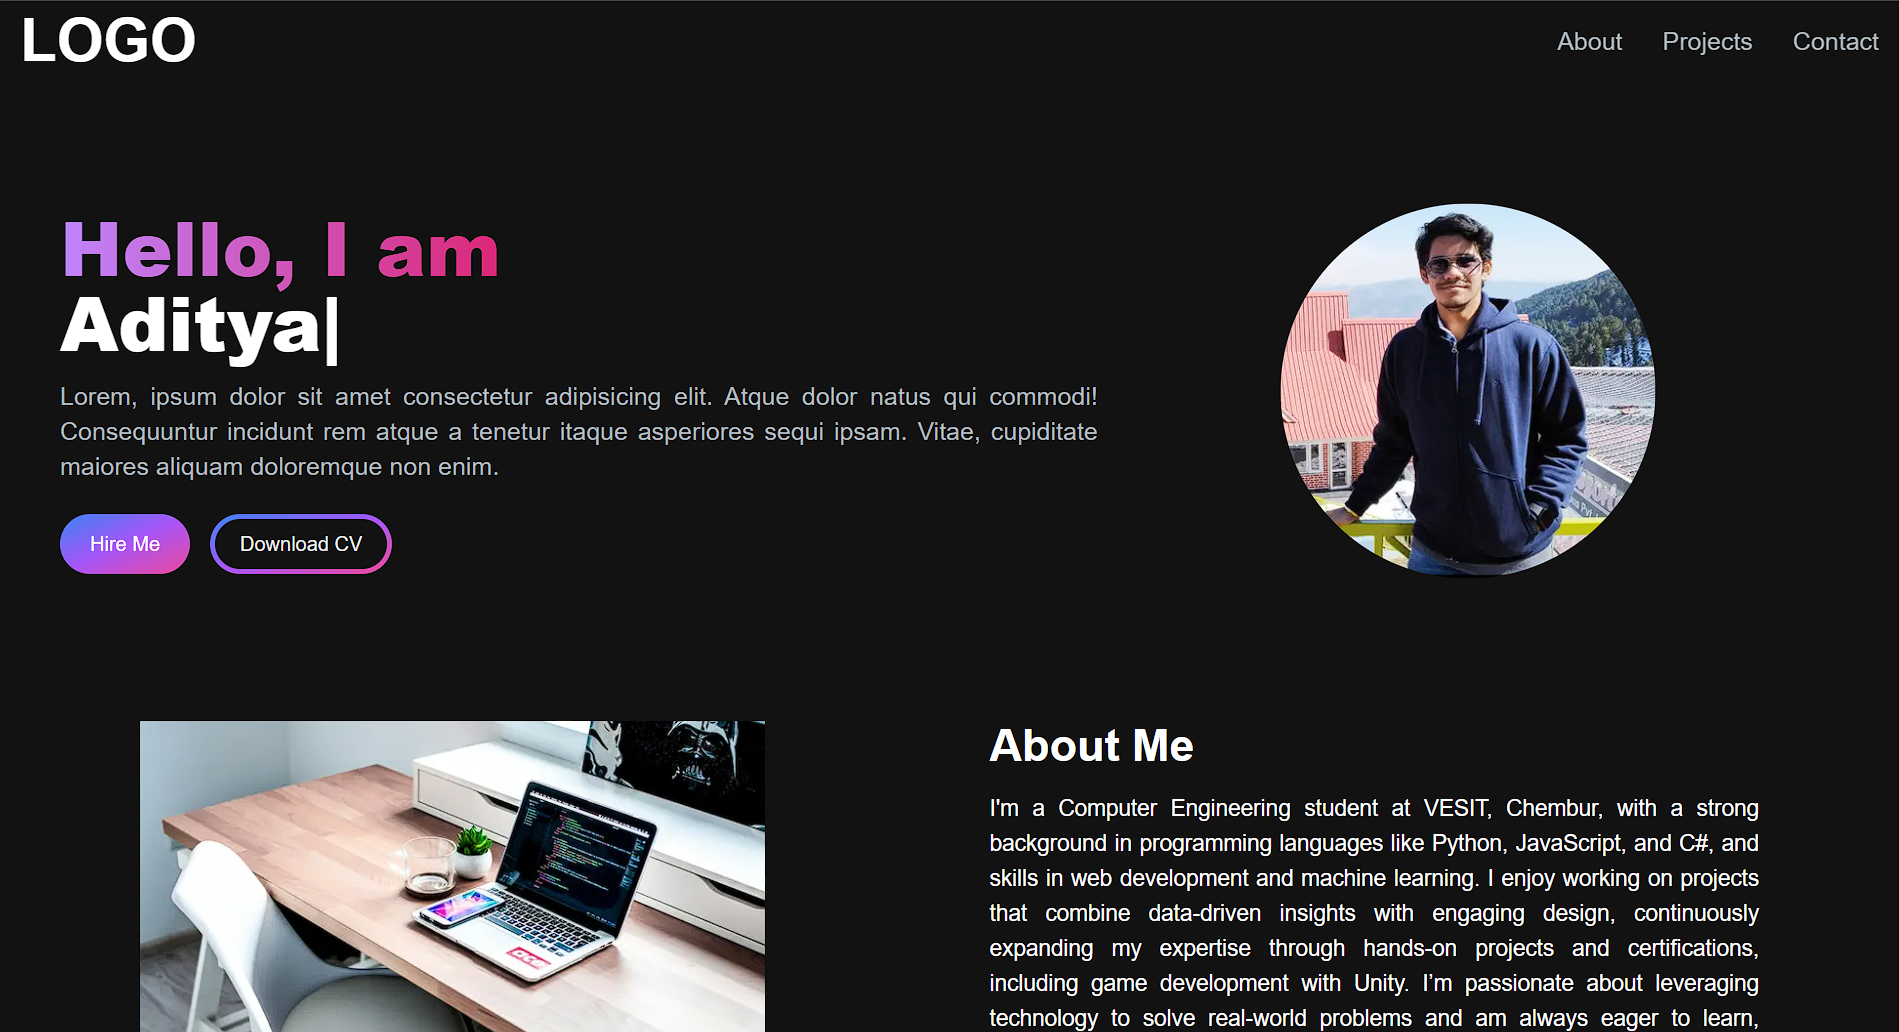 LOGO
About Projects Contact
Hello, I am
Aditya|
Lorem, ipsum dolor sit amet consectetur adipisicing elit. Atque dolor natus qui commodi!
Consequuntur incidunt rem atque a tenetur itaque asperiores sequi ipsam. Vitae, cupiditate
maiores aliquam doloremque non enim.
Hire Me Download CV
About Me
I'm a Computer Engineering student at VESIT, Chembur, with a strong
background in programming languages like Python, JavaScript, and C#, and
skills in web development and machine learning. I enjoy working on projects
that combine data-driven insights with engaging design, continuously
expanding my expertise through hands-on projects and certifications,
including game development with Unity. I’m passionate about leveraging
technology to solve real-world problems and am always eager to learn,